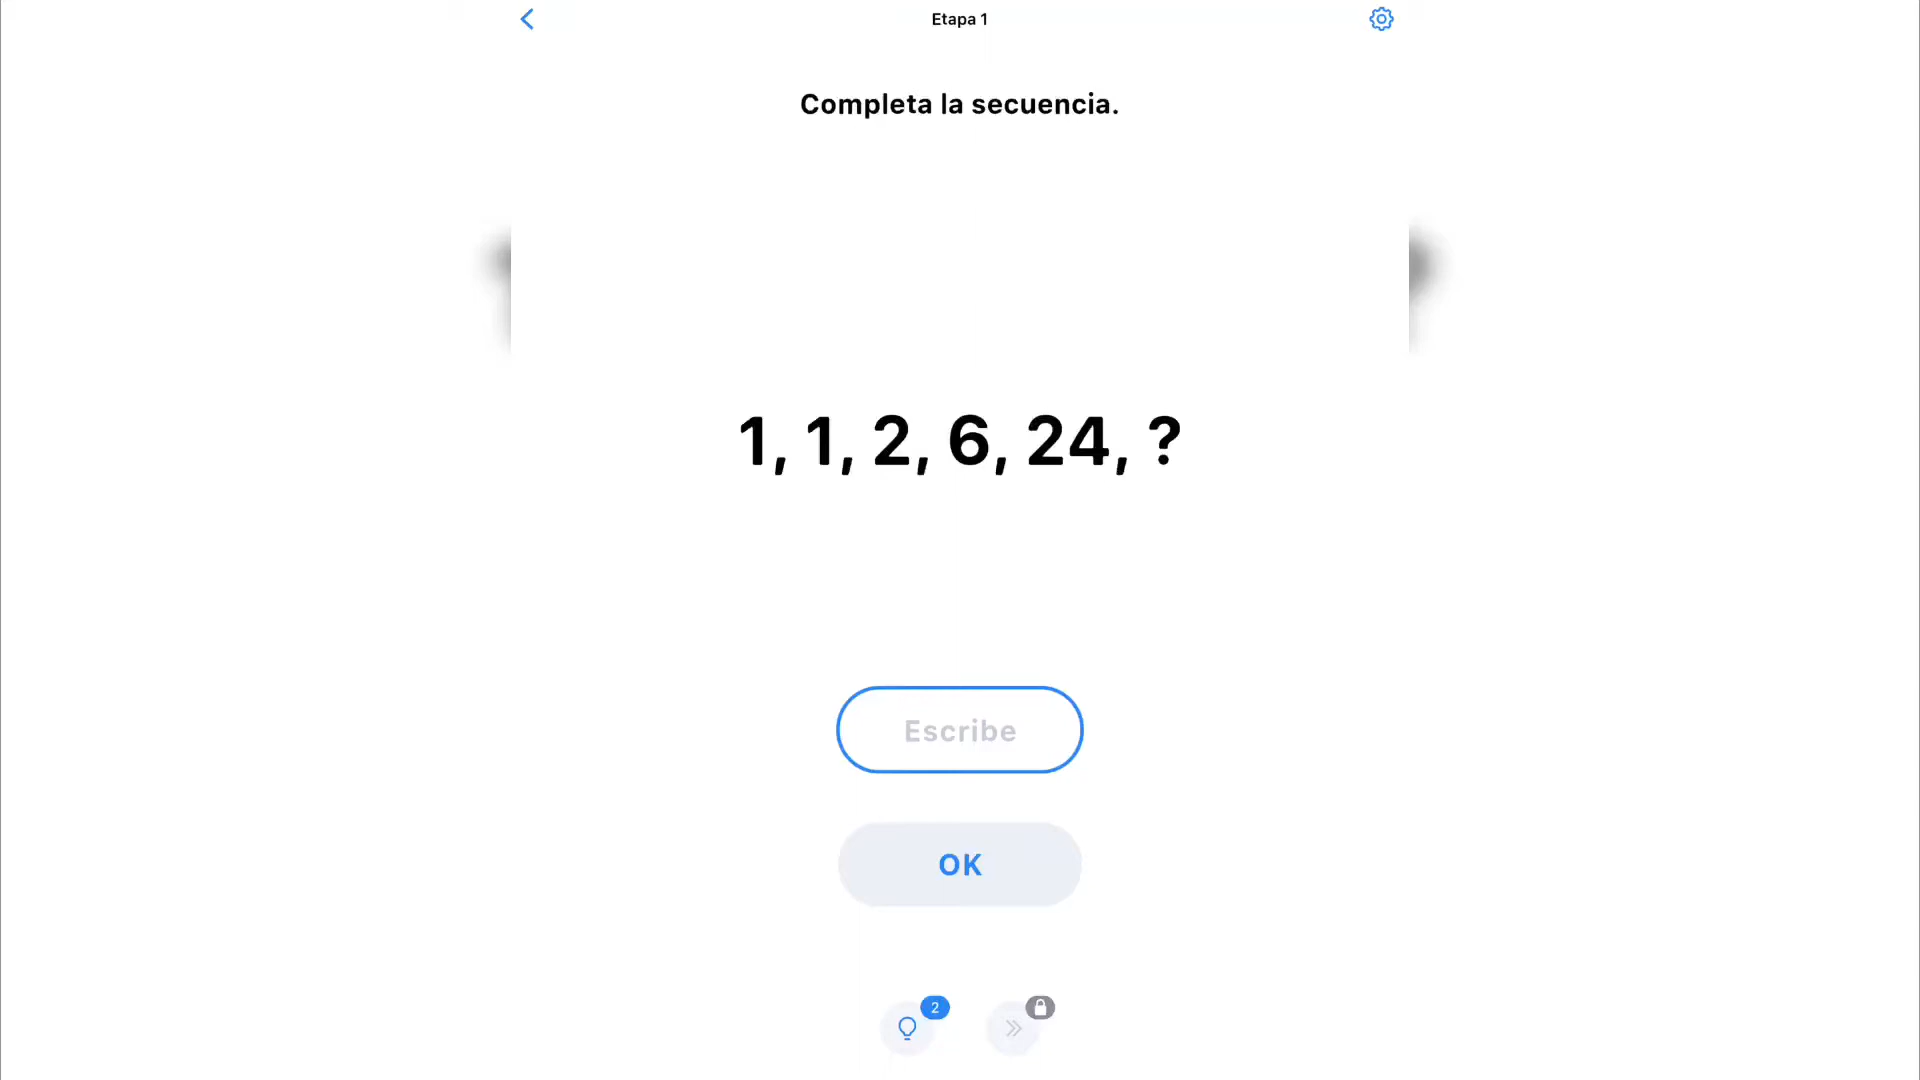 Etapa 1
Completa la secuencia.
1, 1, 2, 6, 24, ?
Escribe
OK
2